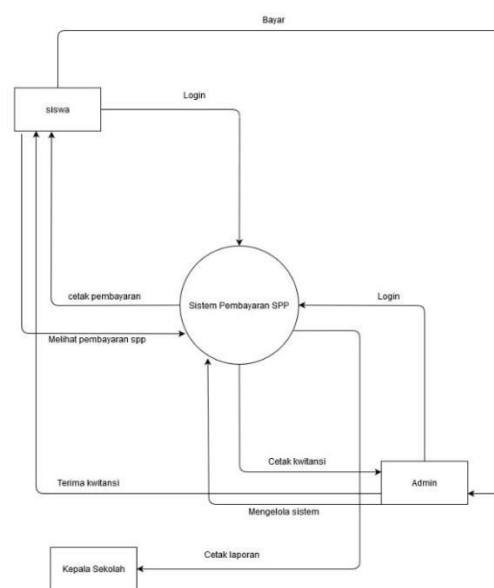 Bayar
siswa
Login
cetak pembayaran
Sistem Pembayaran SPP
Login
Melihat pembayaran spp
Cetak kwitansi
Terima kwitansi
Admin
Mengelola sistem
Cetak laporan
Kepala Sekolah